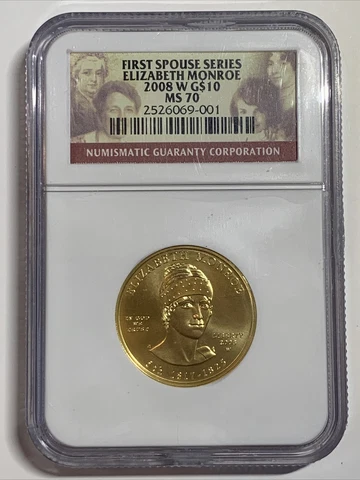 FIRST SPOUSE SERIES
ELIZABETH MONROE
2008 W G$10
MS 70
2526069-001
NUMISMATIC GUARANTY CORPORATION
ELIZABETH MONROE
IN GOD
WE
TRUST
LIBERTY
2008
W
5th 1817-1825